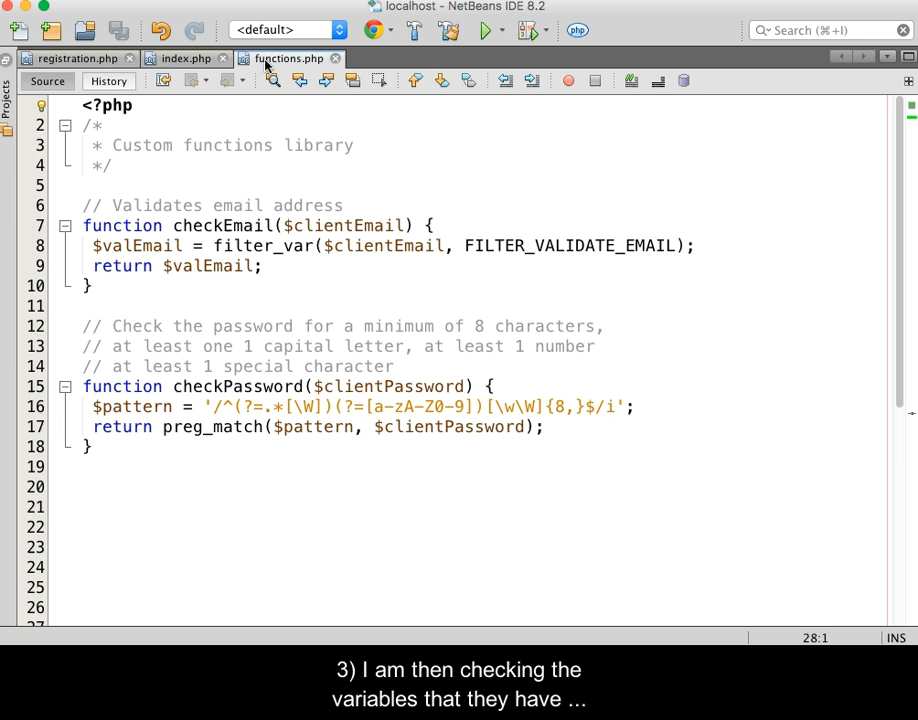 localhost - NetBeans IDE 8.2
<default>
php
Search (⌘+I)
registration.php
index.php
functions.php
Source
History
Projects
<?php
2 /*
3 * Custom functions library
4 */
5
6 // Validates email address
7 function checkEmail($clientEmail) {
8 $valEmail = filter_var($clientEmail, FILTER_VALIDATE_EMAIL);
9 return $valEmail;
10 }
11
12 // Check the password for a minimum of 8 characters,
13 // at least one 1 capital letter, at least 1 number
14 // at least 1 special character
15 function checkPassword($clientPassword) {
16 $pattern = '/^(?=.*[\W])(?=[a-zA-Z0-9])[\w\W]{8,}$/i';
17 return preg_match($pattern, $clientPassword);
18 }
19
20
21
22
23
24
25
26
27
28:1
INS
3) I am then checking the
variables that they have ...